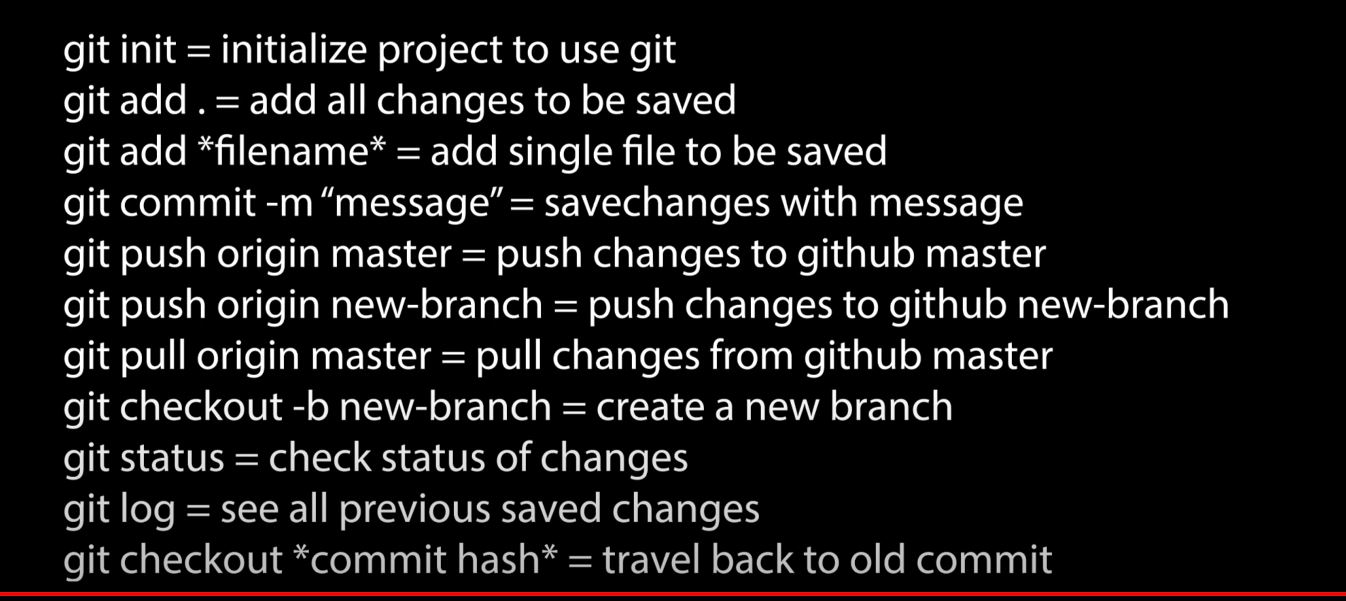 git init = initialize project to use git
git add . = add all changes to be saved
git add *filename* = add single file to be saved
git commit -m “message” = savechanges with message
git push origin master = push changes to github master
git push origin new-branch = push changes to github new-branch
git pull origin master = pull changes from github master
git checkout -b new-branch = create a new branch
git status = check status of changes
git log = see all previous saved changes
git checkout *commit hash* = travel back to old commit